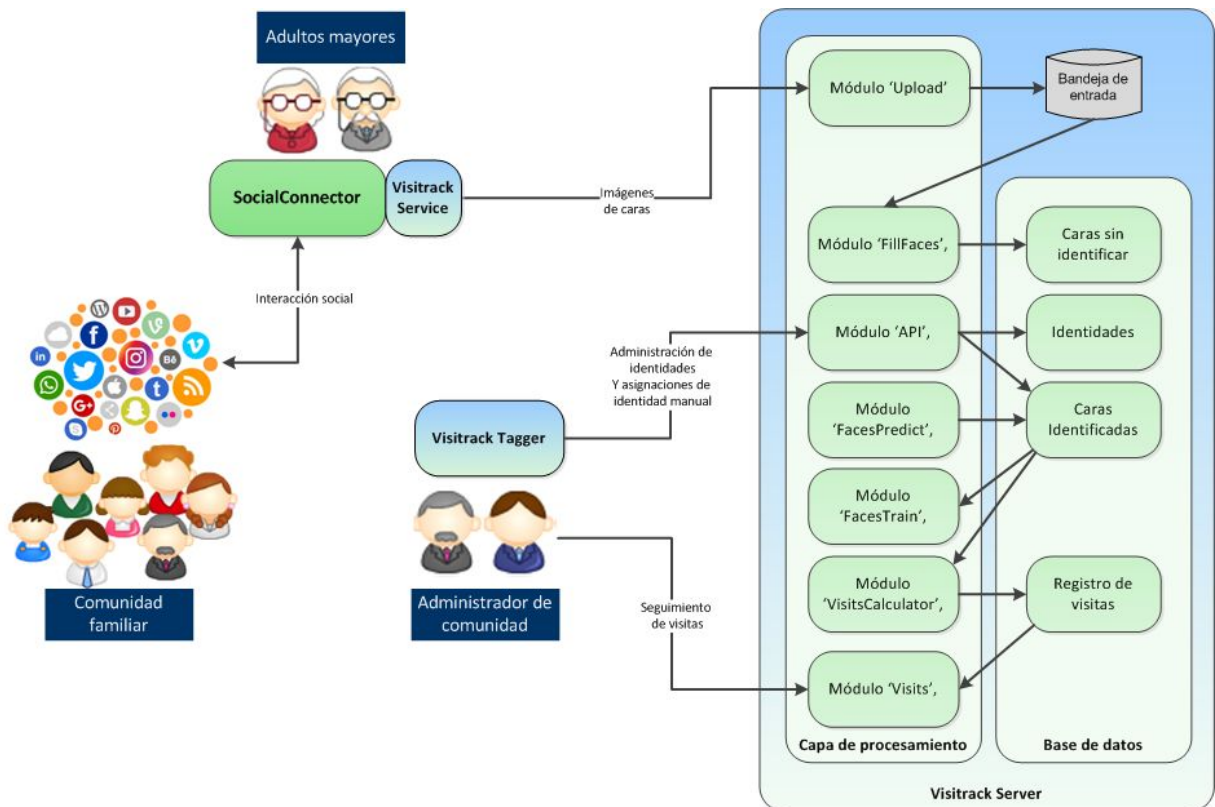 Adultos mayores
SocialConnector
Visitrack
Service
Imágenes
de caras
Interacción social
Comunidad
familiar
Visitrack Tagger
Administrador de
comunidad
Administración de
identidades
Y asignaciones de
identidad manual
Seguimiento
de visitas
Módulo ‘Upload’
Bandeja de
entrada
Módulo ‘FillFaces’,
Caras sin
identificar
Módulo ‘API’,
Identidades
Módulo
‘FacesPredict’,
Caras
Identificadas
Módulo
‘FacesTrain’,
Módulo
‘VisitsCalculator’,
Registro de
visitas
Módulo ‘Visits’,
Capa de procesamiento
Base de datos
Visitrack Server